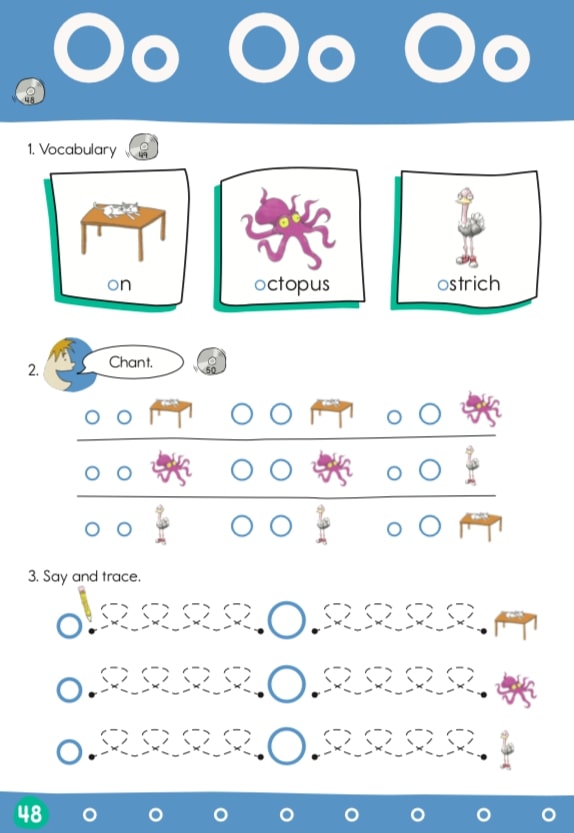 Oo Oo Oo
48
1. Vocabulary 49
on octopus ostrich
2. Chant. 50
o o O O o O
o o O O o O
o o O O o O
3. Say and trace.
o O
o O
o O
48 o o o o o o o o